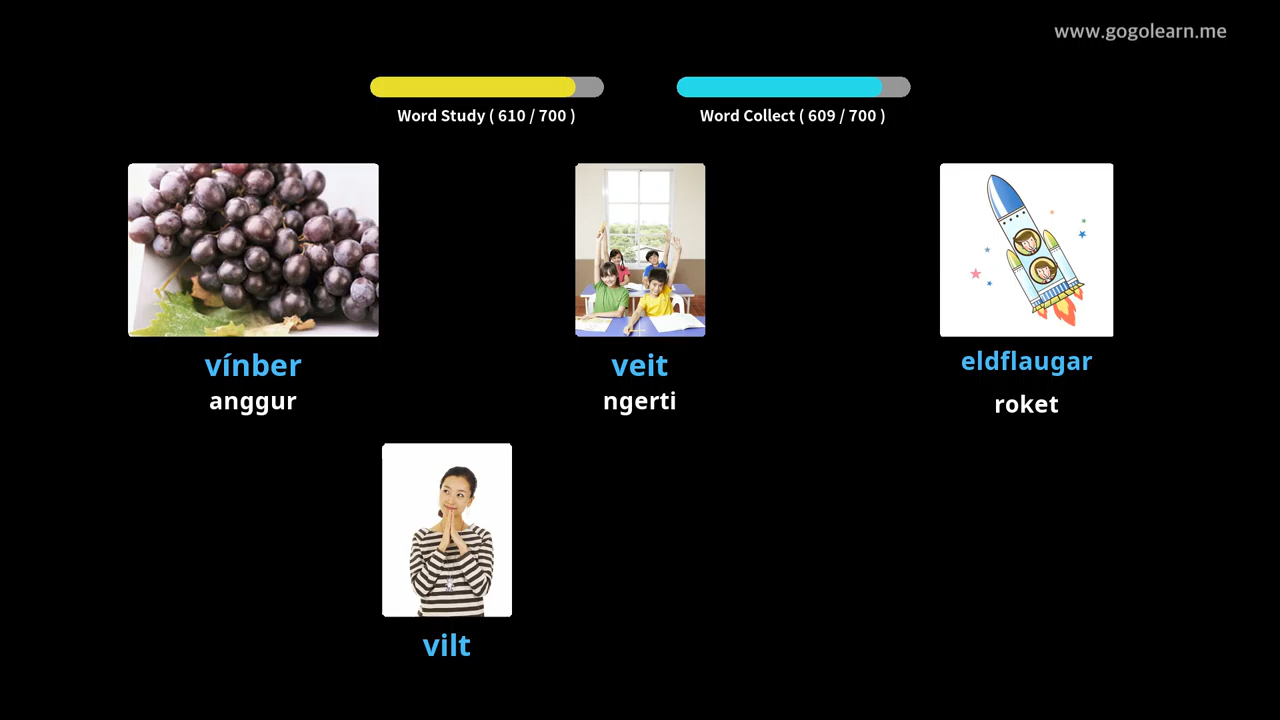 www.gogolearn.me
Word Study ( 610 / 700 )
Word Collect ( 609 / 700 )
vínber
anggur
veit
ngerti
eldflaugar
roket
vilt